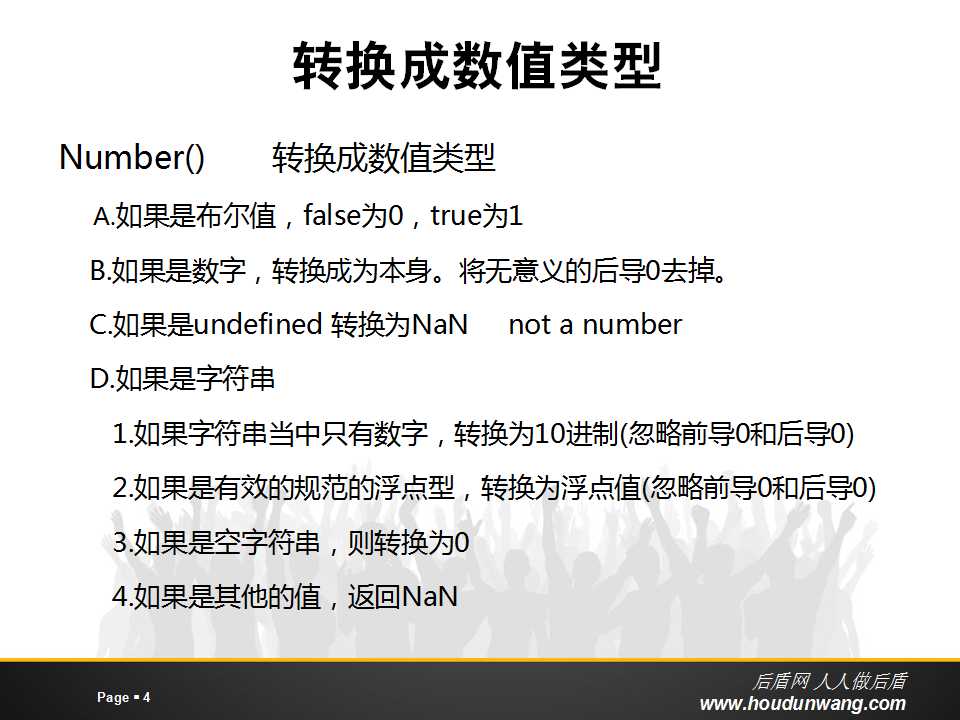 转换成数值类型
Number() 转换成数值类型
A.如果是布尔值，false为0，true为1
B.如果是数字，转换成为本身。将无意义的后导0去掉。
C.如果是undefined 转换为NaN not a number
D.如果是字符串
1.如果字符串当中只有数字，转换为10进制(忽略前导0和后导0)
2.如果是有效的规范的浮点型，转换为浮点值(忽略前导0和后导0)
3.如果是空字符串，则转换为0
4.如果是其他的值，返回NaN
Page ▪ 4
后盾网 人人做后盾
www.houdunwang.com